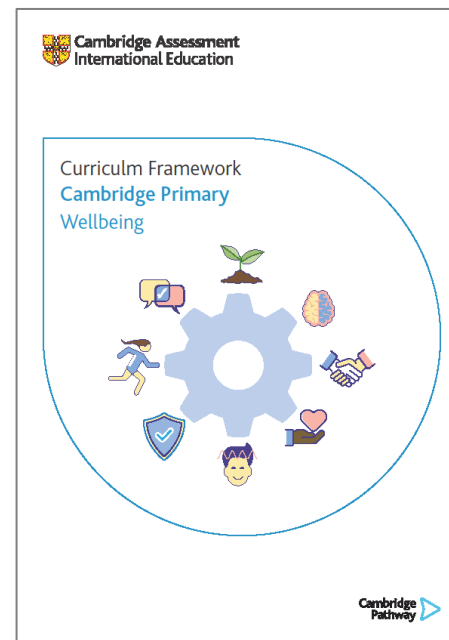 Cambridge Assessment
International Education
Curriculm Framework
Cambridge Primary
Wellbeing
Cambridge
Pathway